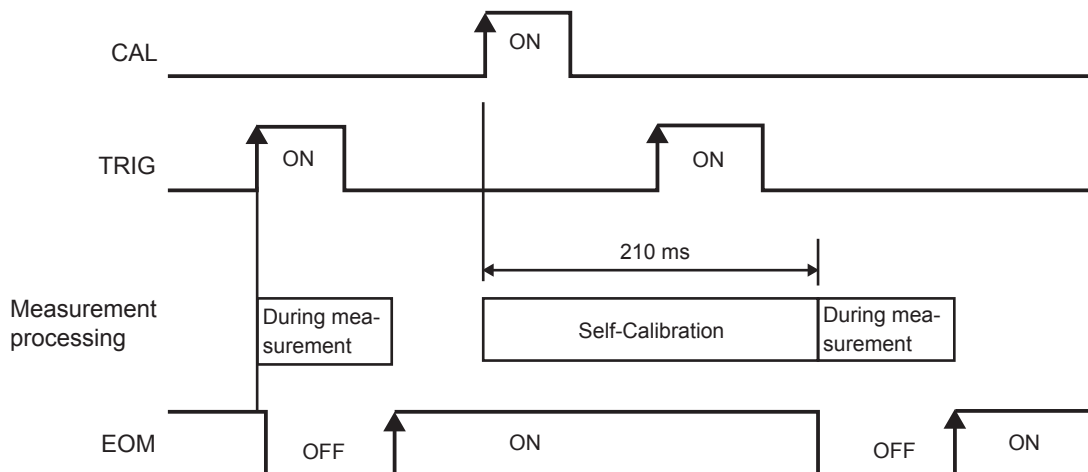 CAL
ON
TRIG
ON
ON
210 ms
Measurement
processing
During mea-
surement
Self-Calibration
During mea-
surement
EOM
OFF
ON
OFF
ON